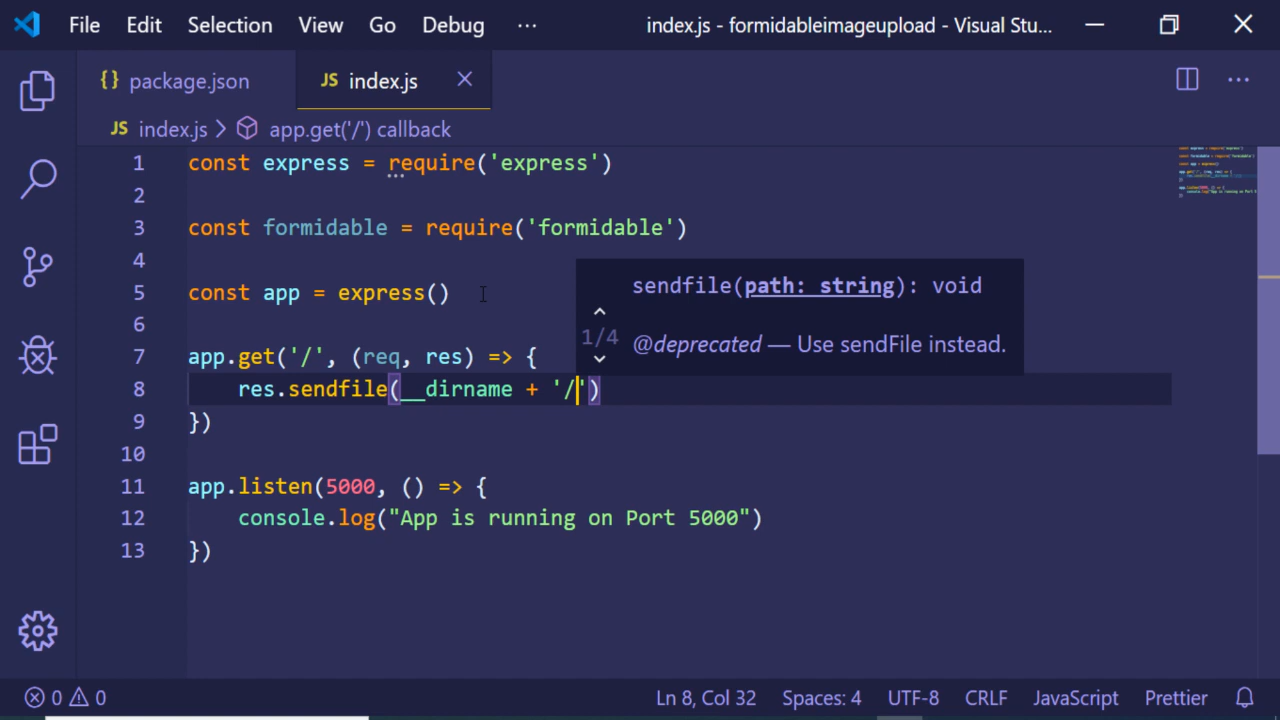 File Edit Selection View Go Debug ··· index.js - formidableimageupload - Visual Stu...
{} package.json JS index.js
JS index.js > app.get('/') callback
1 const express = require('express')
2
3 const formidable = require('formidable')
4
5 const app = express()
6
7 app.get('/', (req, res) => {
8 res.sendfile(__dirname + '/')
9 })
10
11 app.listen(5000, () => {
12 console.log("App is running on Port 5000")
13 })
sendfile(path: string): void
1/4
@deprecated — Use sendFile instead.
0 0 Ln 8, Col 32 Spaces: 4 UTF-8 CRLF JavaScript Prettier